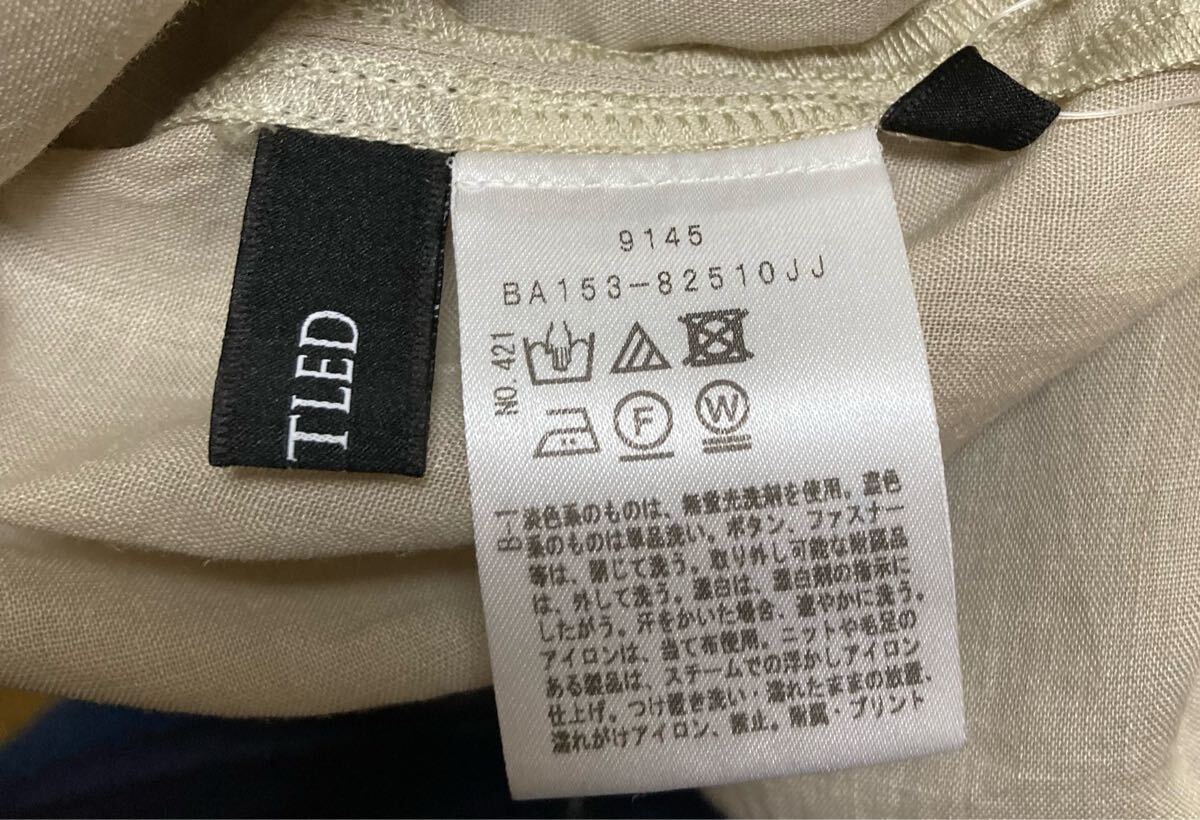 TLED
9145
BA153-82510JJ
NO.421
F
W
B-1
淡色系のものは、無蛍光洗剤を使用。濃色
系のものは単品洗い。ボタン、ファスナー
等は、閉じて洗う。取り外し可能な附属品
は、外して洗う。漂白は、漂白剤の指示に
したがう。汗をかいた場合、速やかに洗う。
アイロンは、当て布使用。ニットや毛足の
ある製品は、スチームでの浮かしアイロン
仕上げ。つけ置き洗い・濡れたままの放置、
濡れがけアイロン、禁止。附属・プリント